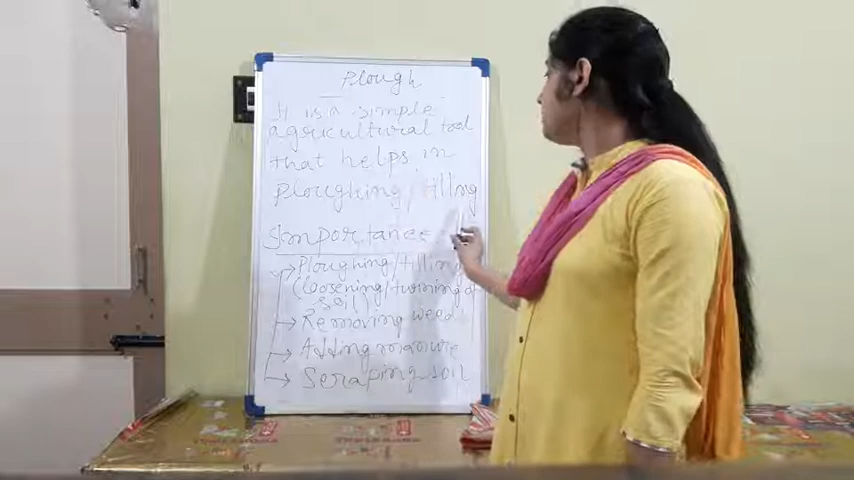 Plough
It is a simple
agricultural tool
that helps in
ploughing/tilling
Importance
→ Ploughing/tilling
(loosening/turning of
soil)
→ Removing weed
→ Adding manure
→ Scraping soil